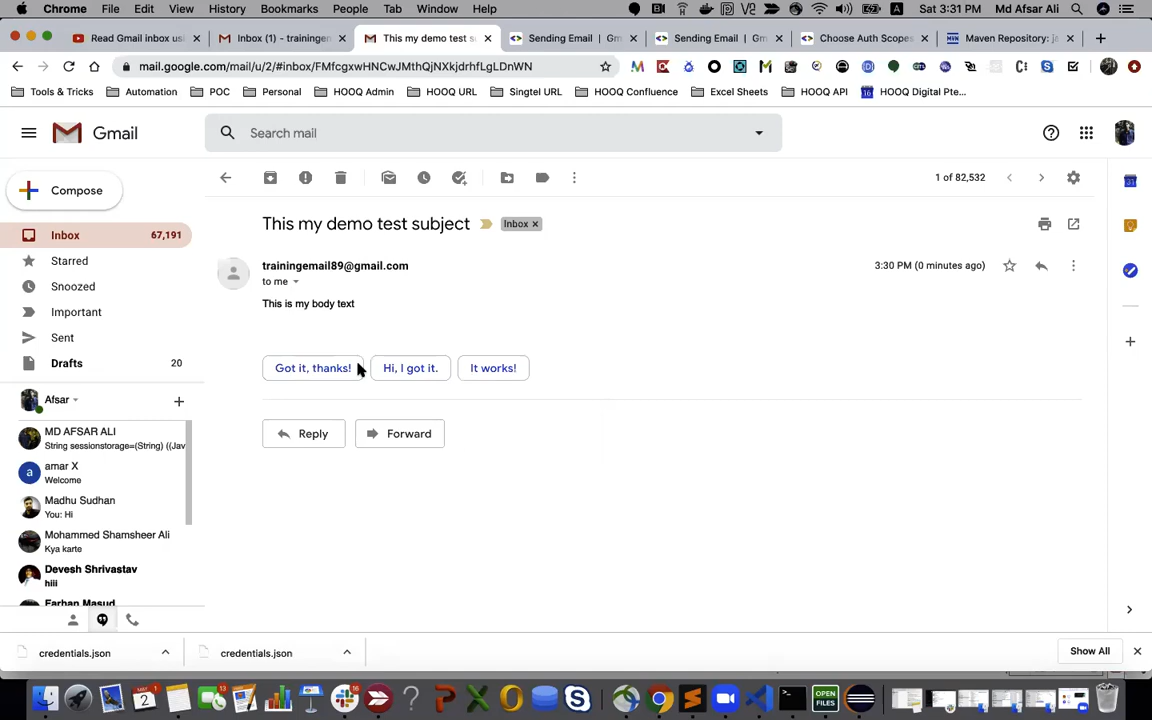 Chrome File Edit View History Bookmarks People Tab Window Help Sat 3:31 PM Md Afsar Ali
Read Gmail inbox us
Inbox (1) - trainingen
This my demo test su
Sending Email | Gm
Sending Email | Gm
Choose Auth Scopes
Maven Repository: ja
mail.google.com/mail/u/2/#inbox/FMfcgxwHNCwJMthQjNXkjdrhfLgLDnWN
Tools & Tricks Automation POC Personal HOOQ Admin HOOQ URL Singtel URL HOOQ Confluence Excel Sheets HOOQ API HOOQ Digital Pte...
Gmail
Search mail
Compose
1 of 82,532
This my demo test subject
Inbox ×
Inbox 67,191
Starred
Snoozed
Important
Sent
Drafts 20
trainingemail89@gmail.com
3:30 PM (0 minutes ago)
to me
This is my body text
Got it, thanks!
Hi, I got it.
It works!
Reply
Forward
Afsar
MD AFSAR ALI
String sessionstorage=(String) ((Jav
amar X
Welcome
Madhu Sudhan
You: Hi
Mohammed Shamsheer Ali
Kya karte
Devesh Shrivastav
hiii
Farhan Masud
credentials.json
credentials.json
Show All
OPEN
FILES